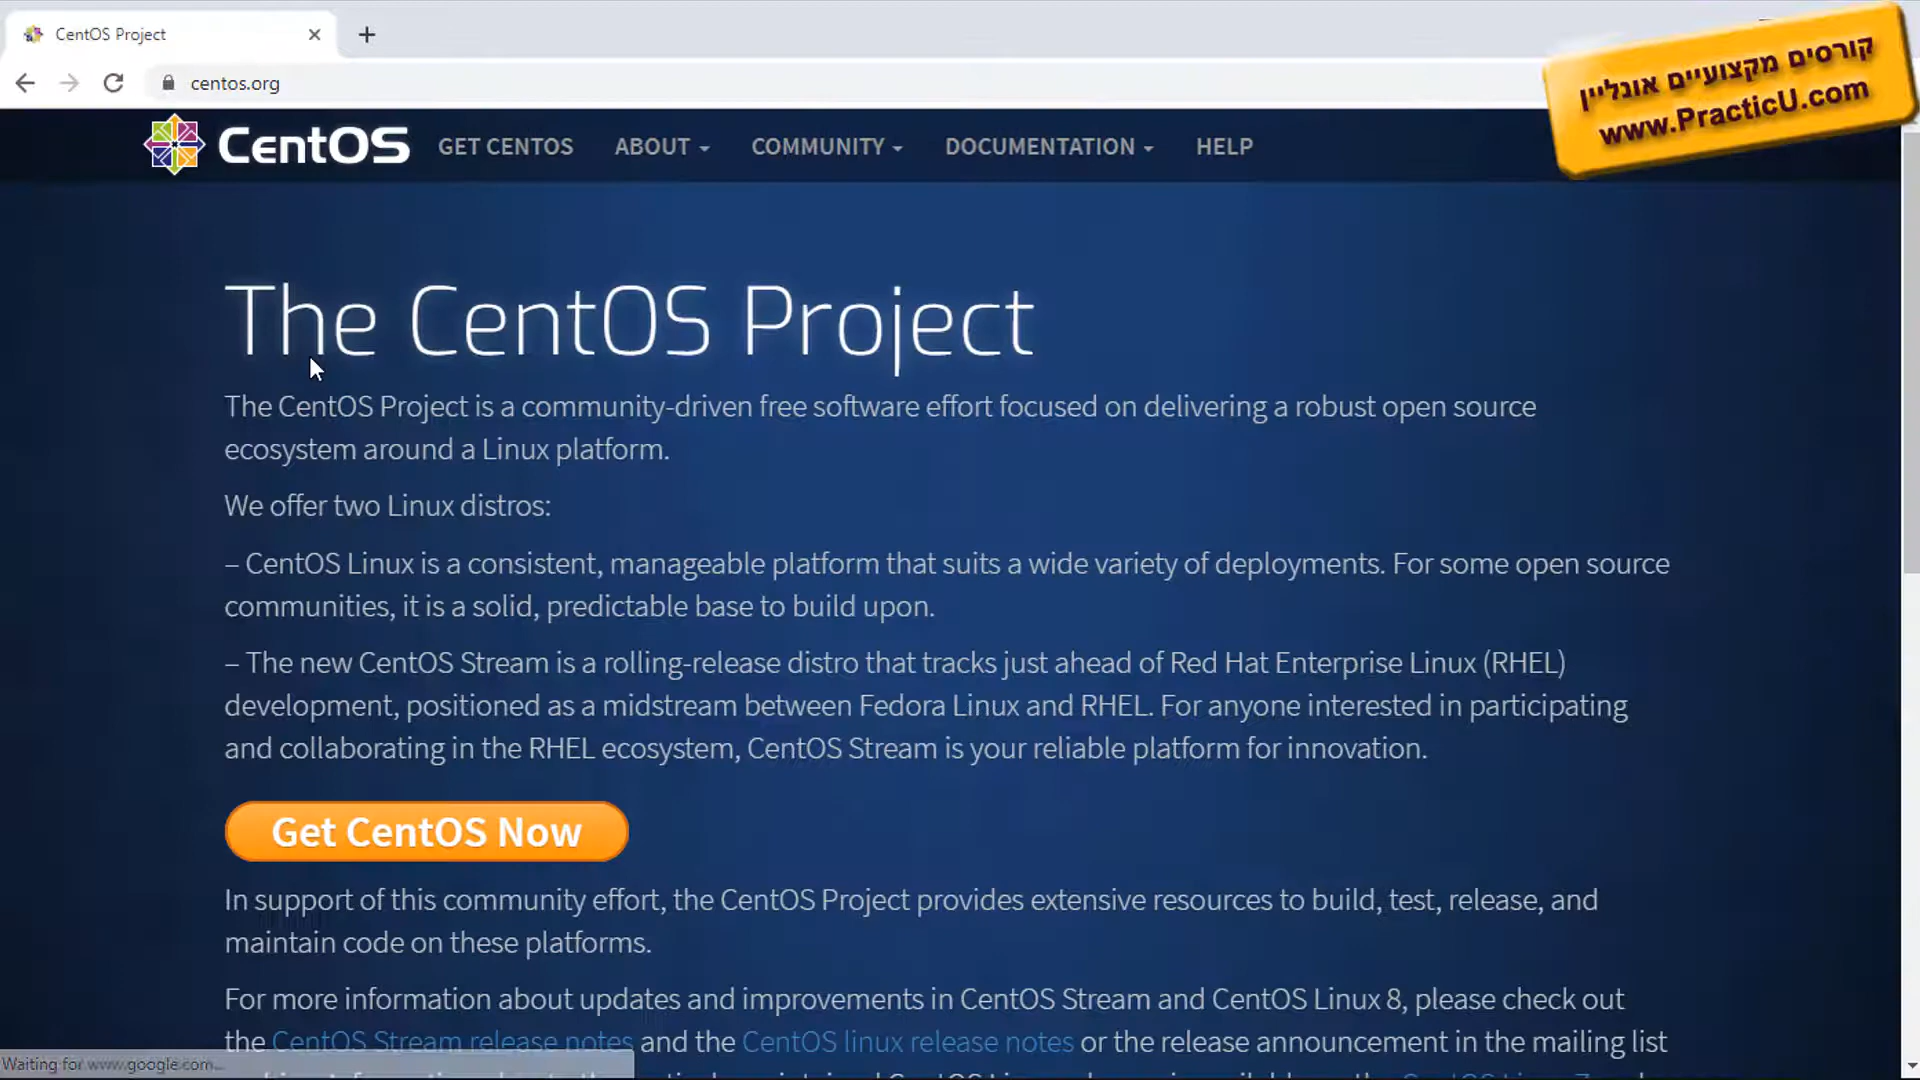 CentOS Project
centos.org
קורסים מקצועיים אונליין
www.PracticU.com
CentOS GET CENTOS ABOUT COMMUNITY DOCUMENTATION HELP
The CentOS Project
The CentOS Project is a community-driven free software effort focused on delivering a robust open source
ecosystem around a Linux platform.
We offer two Linux distros:
– CentOS Linux is a consistent, manageable platform that suits a wide variety of deployments. For some open source
communities, it is a solid, predictable base to build upon.
– The new CentOS Stream is a rolling-release distro that tracks just ahead of Red Hat Enterprise Linux (RHEL)
development, positioned as a midstream between Fedora Linux and RHEL. For anyone interested in participating
and collaborating in the RHEL ecosystem, CentOS Stream is your reliable platform for innovation.
Get CentOS Now
In support of this community effort, the CentOS Project provides extensive resources to build, test, release, and
maintain code on these platforms.
For more information about updates and improvements in CentOS Stream and CentOS Linux 8, please check out
the CentOS Stream release notes and the CentOS linux release notes or the release announcement in the mailing list
Waiting for www.google.com...